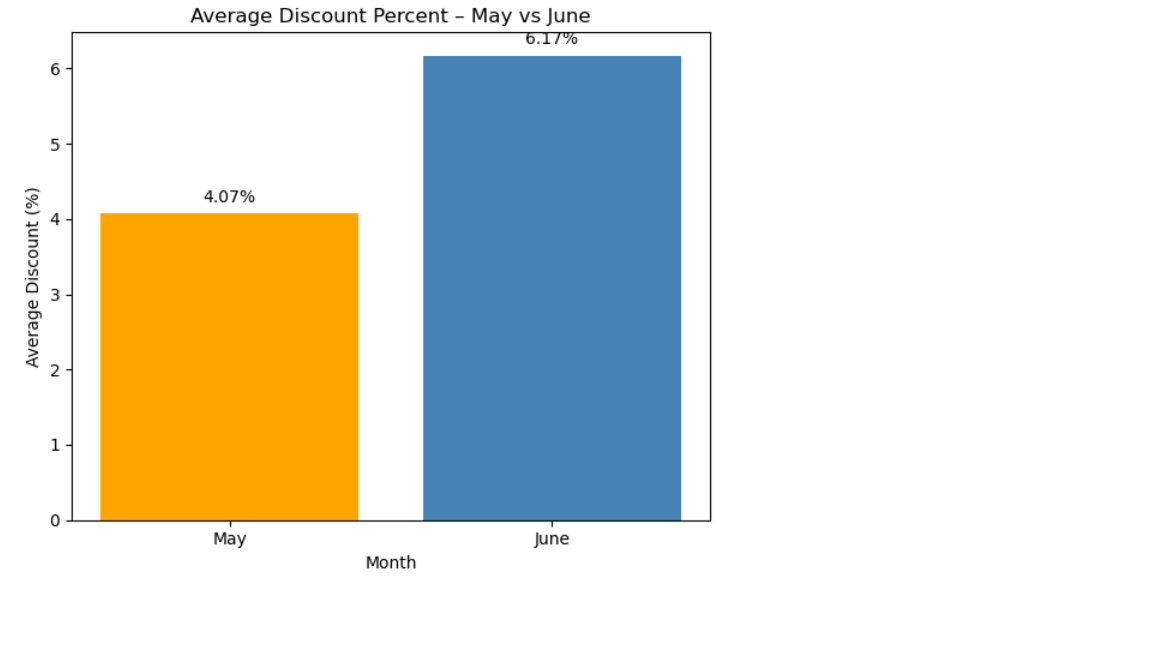 Average Discount Percent – May vs June
6.17%
6
5
4.07%
4
3
2
1
0
Average Discount (%)
May
June
Month